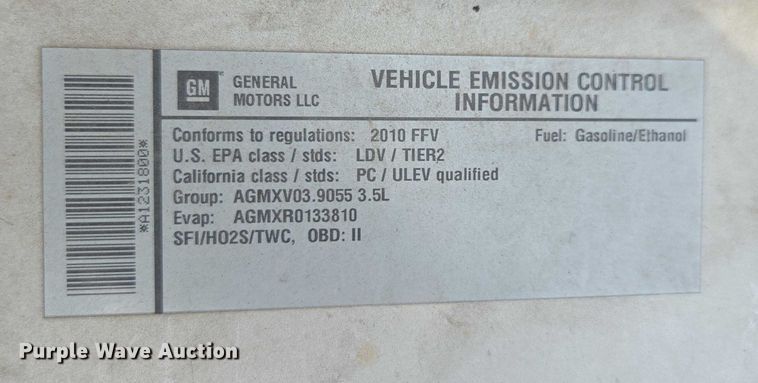 GM GENERAL
MOTORS LLC
VEHICLE EMISSION CONTROL
INFORMATION
Conforms to regulations: 2010 FFV Fuel: Gasoline/Ethanol
U.S. EPA class / stds: LDV / TIER2
California class / stds: PC / ULEV qualified
Group: AGMXV03.9055 3.5L
Evap: AGMXR0133810
SFI/HO2S/TWC, OBD: II
*A1231800*
Purple Wave Auction